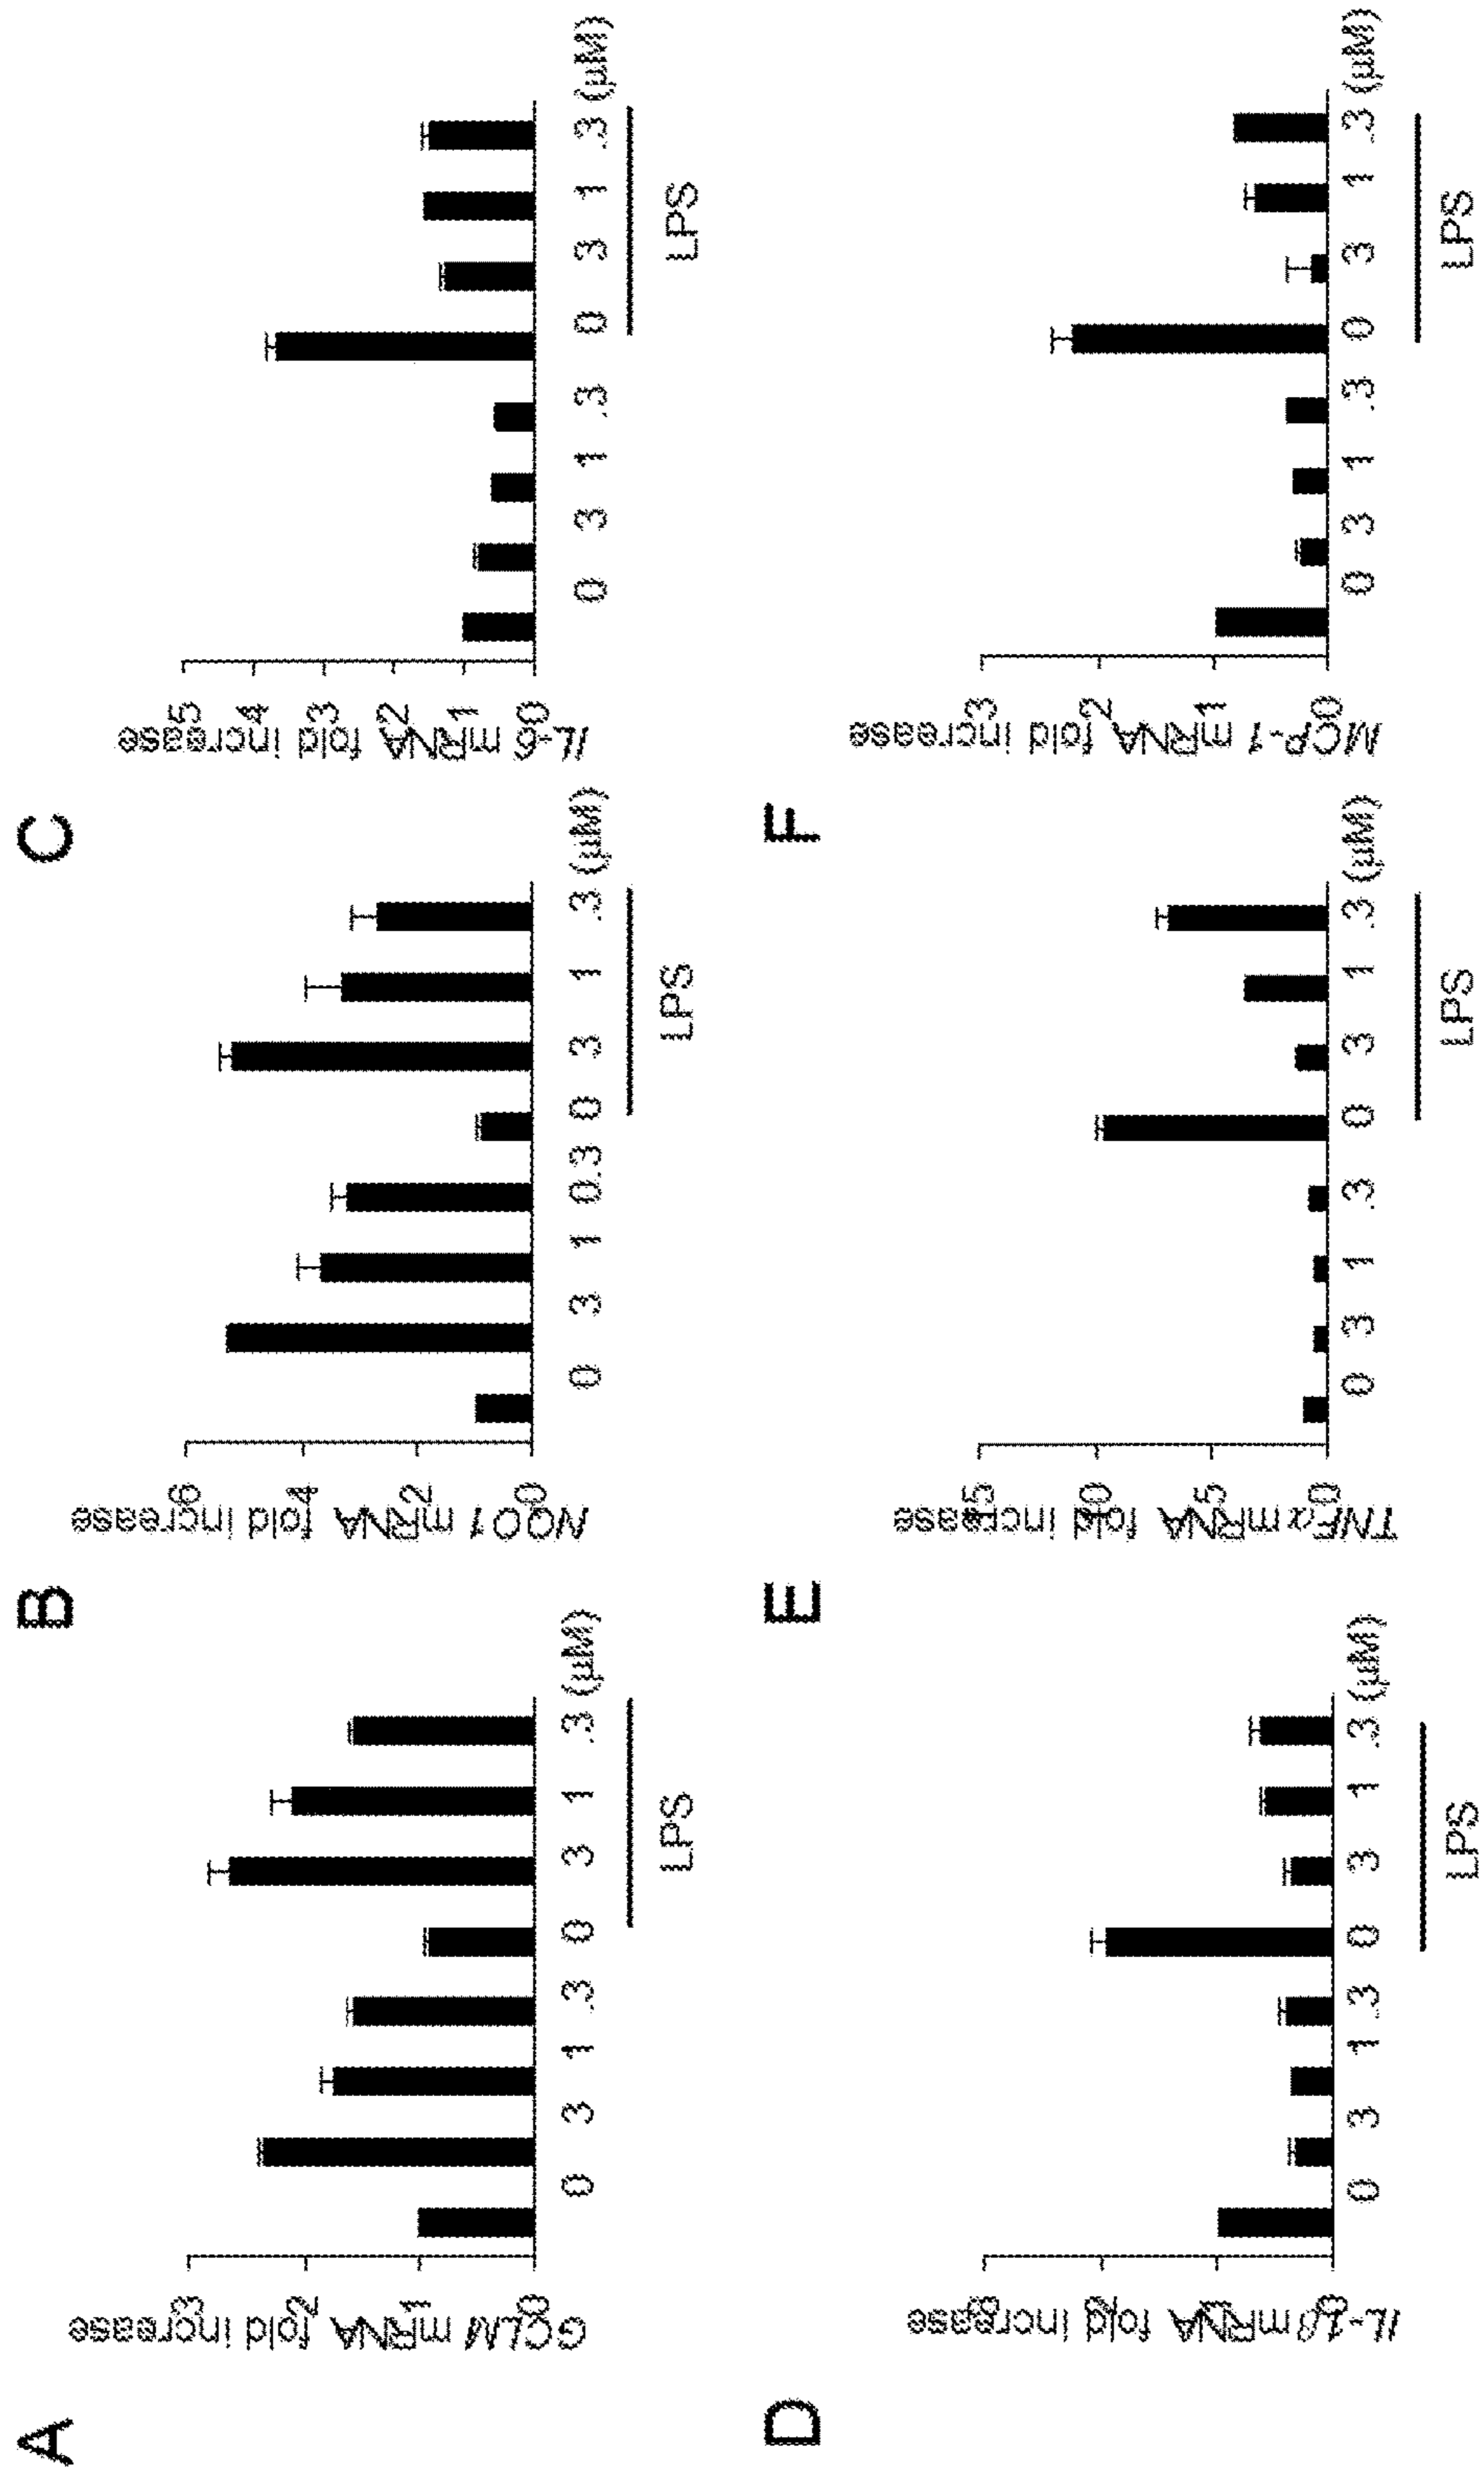 A
GCLM mRNA fold increase
3
2
1
0
0 3 1 .3 0 3 1 .3 (µM)
LPS
B
NQO1 mRNA fold increase
6
4
2
0
0 3 1 0.3 0 3 1 .3 (µM)
LPS
C
IL-6 mRNA fold increase
5
4
3
2
1
0
0 3 1 .3 0 3 1 .3 (µM)
LPS
D
IL-1β mRNA fold increase
3
2
1
0
0 3 1 .3 0 3 1 .3 (µM)
LPS
E
TNFα mRNA fold increase
15
10
5
0
0 3 1 .3 0 3 1 .3 (µM)
LPS
F
MCP-1 mRNA fold increase
3
2
1
0
0 3 1 .3 0 3 1 .3 (µM)
LPS